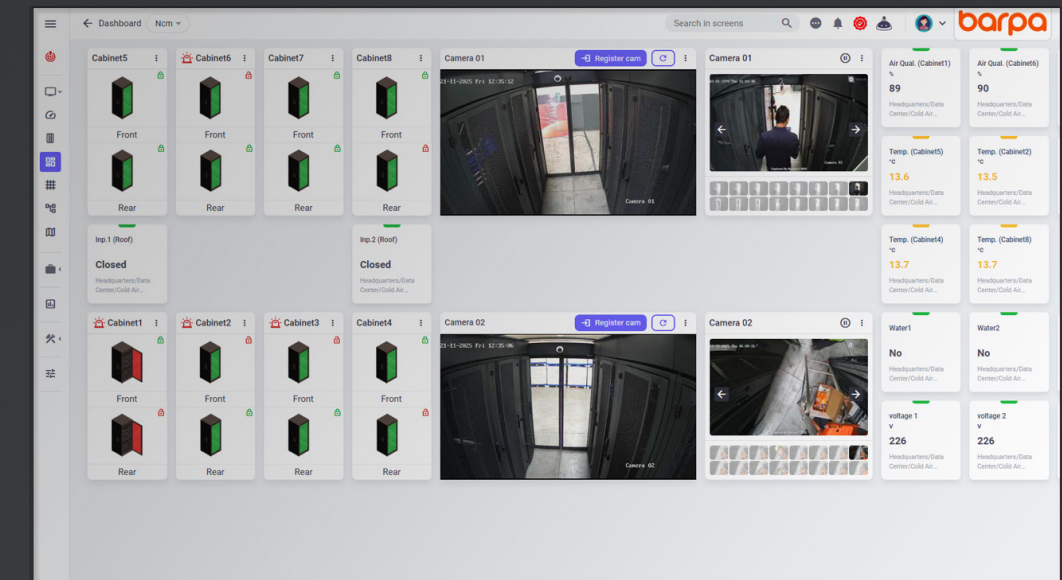 Dashboard
Ncm
Search in screens
barpa
Cabinet5
Cabinet6
Cabinet7
Cabinet8
Camera 01
Register cam
Camera 01
Air Qual. (Cabinet1)
%
89
Headquarters/Data
Center/Cold Air...
Air Qual. (Cabinet6)
%
90
Headquarters/Data
Center/Cold Air...
21-11-2025 Fri 12:35:12
Camera 01
Front
Front
Front
Front
Rear
Rear
Rear
Rear
Temp. (Cabinet5)
°C
13.6
Headquarters/Data
Center/Cold Air...
Temp. (Cabinet2)
°C
13.5
Headquarters/Data
Center/Cold Air...
Inp.1 (Roof)
Closed
Headquarters/Data
Center/Cold Air...
Inp.2 (Roof)
Closed
Headquarters/Data
Center/Cold Air...
Temp. (Cabinet4)
°C
13.7
Headquarters/Data
Center/Cold Air...
Temp. (Cabinet8)
°C
13.7
Headquarters/Data
Center/Cold Air...
Cabinet1
Cabinet2
Cabinet3
Cabinet4
Camera 02
Register cam
Camera 02
Water1
No
Headquarters/Data
Center/Cold Air...
Water2
No
Headquarters/Data
Center/Cold Air...
21-11-2025 Fri 12:35:06
Camera 02
Front
Front
Front
Front
Rear
Rear
Rear
Rear
voltage 1
v
226
Headquarters/Data
Center/Cold Air...
voltage 2
v
226
Headquarters/Data
Center/Cold Air...